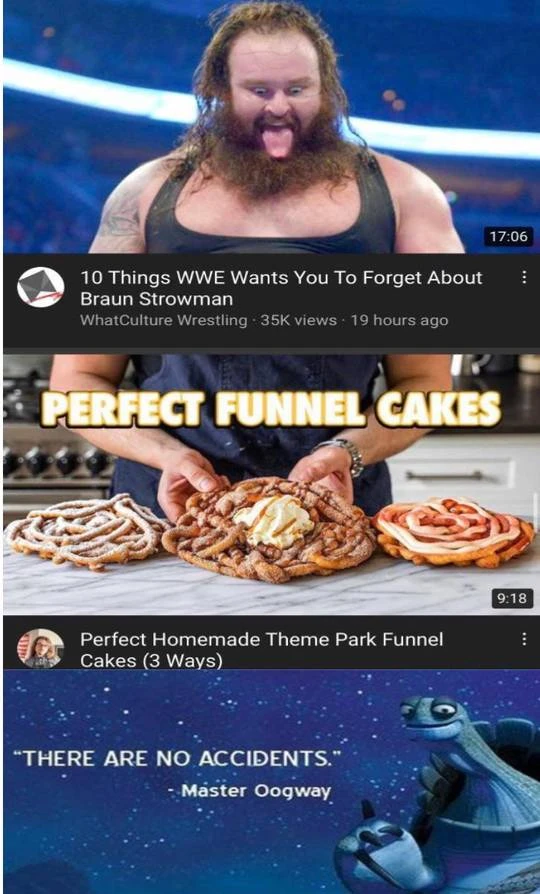 17:06
10 Things WWE Wants You To Forget About
Braun Strowman
WhatCulture Wrestling · 35K views · 19 hours ago
PERFECT FUNNEL CAKES
9:18
Perfect Homemade Theme Park Funnel
Cakes (3 Ways)
“THERE ARE NO ACCIDENTS.”
- Master Oogway